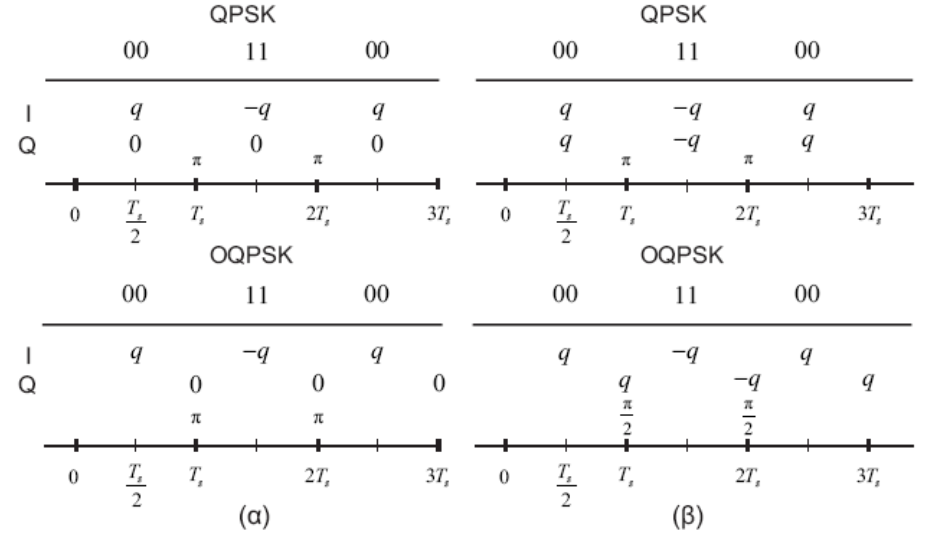 QPSK QPSK
00 11 00 00 11 00
I q −q q q −q q
Q 0 0 0 q −q q
π π π π
0 T_s/2 T_s 2T_s 3T_s 0 T_s/2 T_s 2T_s 3T_s
OQPSK OQPSK
00 11 00 00 11 00
I q −q q q −q q
Q 0 0 0 q −q q
π π π/2 π/2
0 T_s/2 T_s 2T_s 3T_s 0 T_s/2 T_s 2T_s 3T_s
(α) (β)